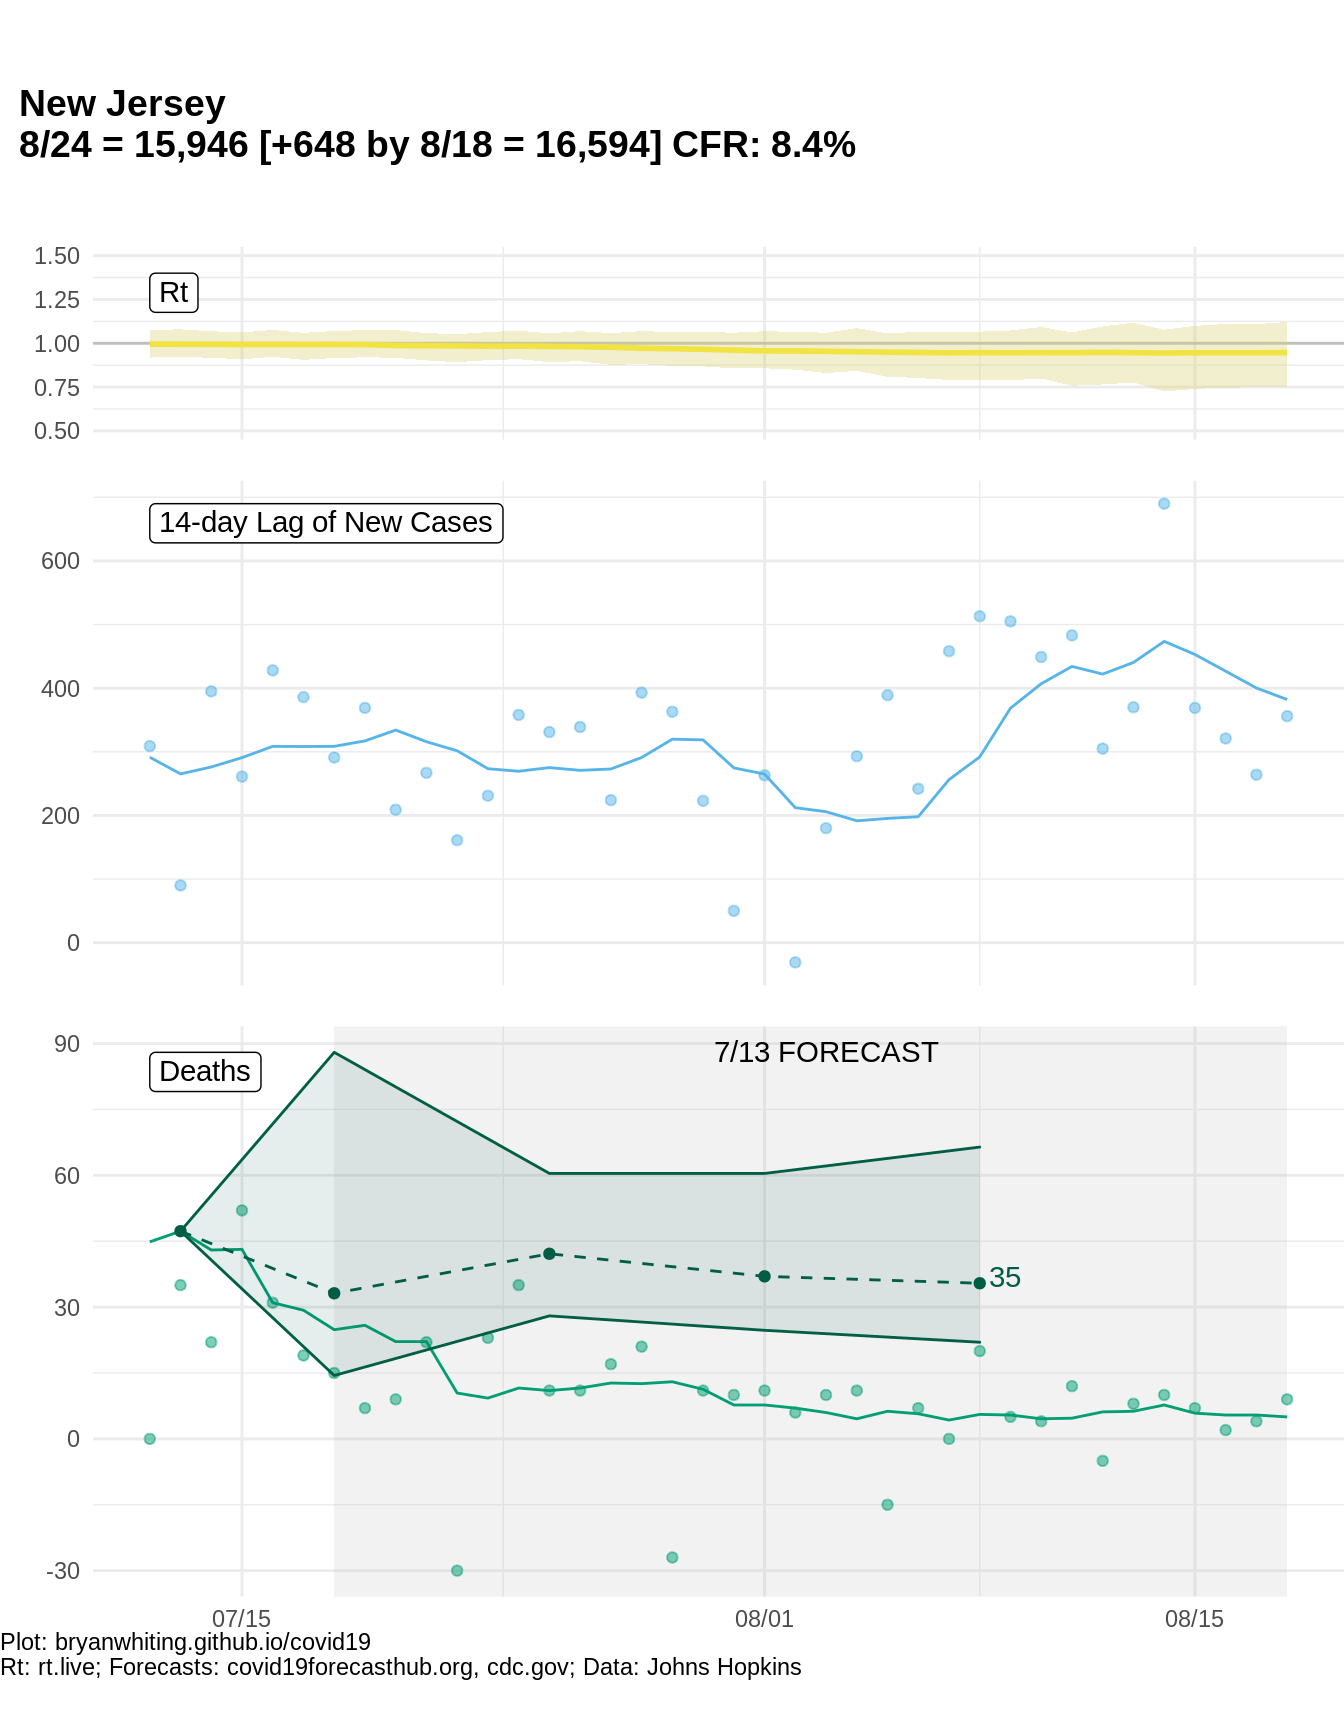 New Jersey
8/24 = 15,946 [+648 by 8/18 = 16,594] CFR: 8.4%
1.50
Rt
1.25
1.00
0.75
0.50
14-day Lag of New Cases
600
400
200
0
90
7/13 FORECAST
Deaths
60
35
30
0
-30
07/15
08/01
08/15
Plot: bryanwhiting.github.io/covid19
Rt: rt.live; Forecasts: covid19forecasthub.org, cdc.gov; Data: Johns Hopkins